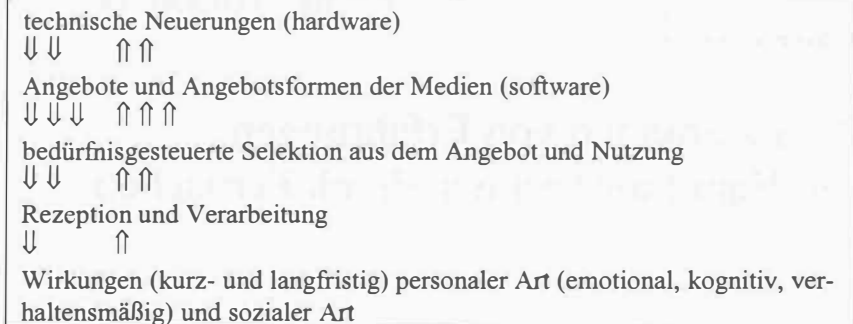 technische Neuerungen (hardware)
⇓ ⇓ ⇑ ⇑
Angebote und Angebotsformen der Medien (software)
⇓ ⇓ ⇓ ⇑ ⇑ ⇑
bedürfnisgesteuerte Selektion aus dem Angebot und Nutzung
⇓ ⇓ ⇑ ⇑
Rezeption und Verarbeitung
⇓ ⇑
Wirkungen (kurz- und langfristig) personaler Art (emotional, kognitiv, ver-
haltensmäßig) und sozialer Art